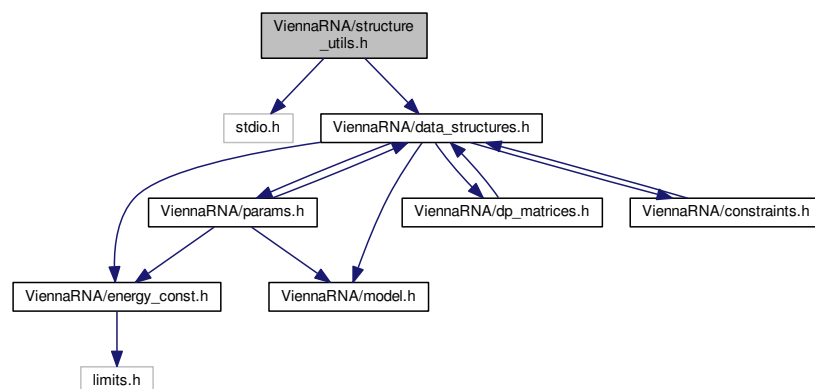 ViennaRNA/structure
_utils.h
stdio.h
ViennaRNA/data_structures.h
ViennaRNA/params.h
ViennaRNA/dp_matrices.h
ViennaRNA/constraints.h
ViennaRNA/energy_const.h
ViennaRNA/model.h
limits.h